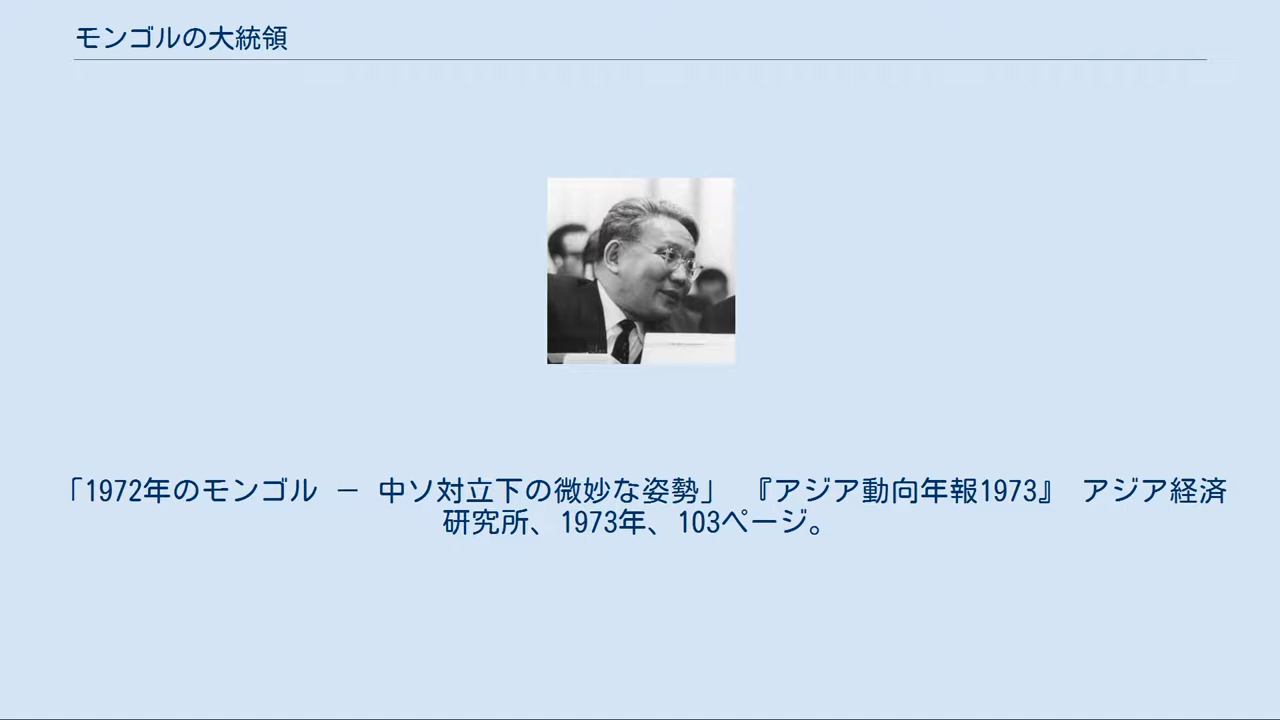 モンゴルの大統領
「1972年のモンゴル － 中ソ対立下の微妙な姿勢」 『アジア動向年報1973』 アジア経済
研究所、1973年、103ページ。